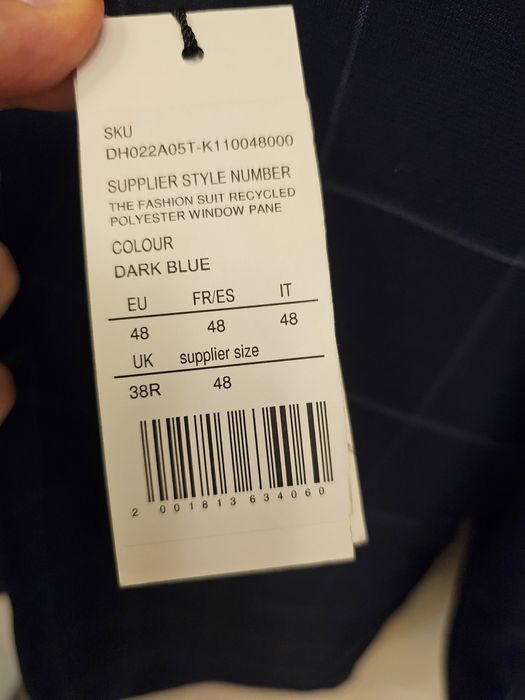 SKU
DH022A05T-K110048000
SUPPLIER STYLE NUMBER
THE FASHION SUIT RECYCLED
POLYESTER WINDOW PANE
COLOUR
DARK BLUE
EU FR/ES IT
48 48 48
UK supplier size
38R 48
2 001813 634060